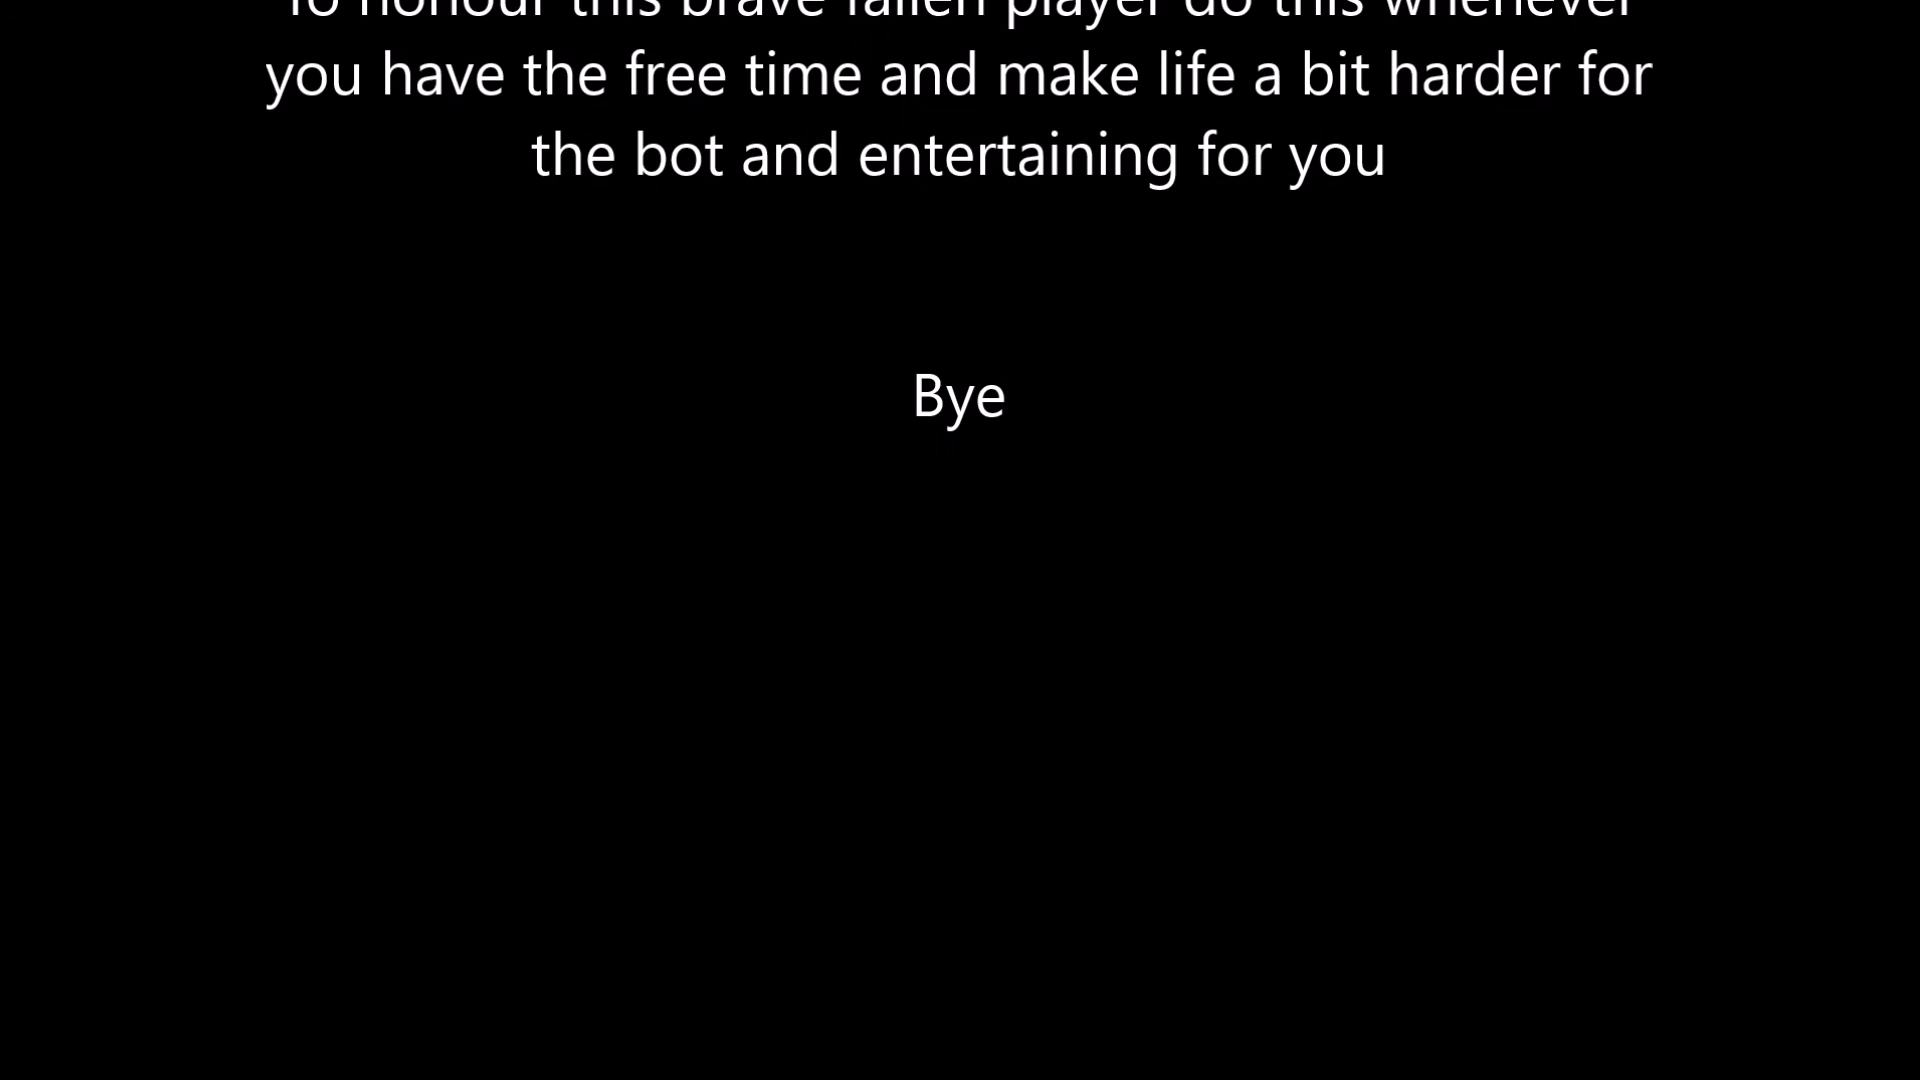 To honour this brave fallen player do this whenever
you have the free time and make life a bit harder for
the bot and entertaining for you
Bye